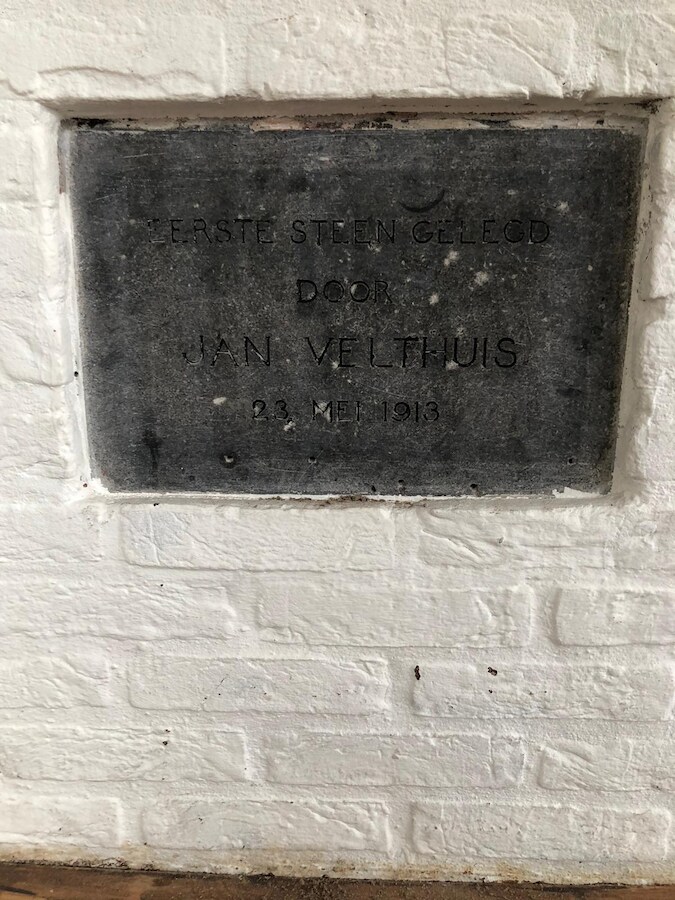 EERSTE STEEN GELEGD
DOOR
JAN VELTHUIS
23 MEI 1913